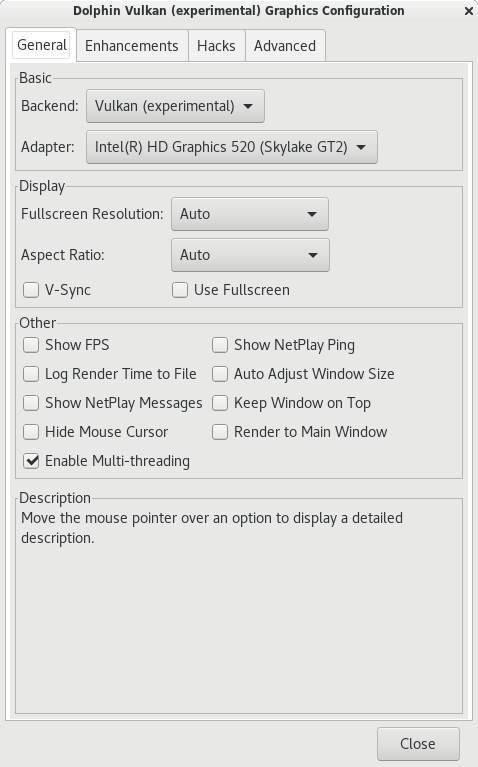 Dolphin Vulkan (experimental) Graphics Configuration
General Enhancements Hacks Advanced
Basic
Backend: Vulkan (experimental)
Adapter: Intel(R) HD Graphics 520 (Skylake GT2)
Display
Fullscreen Resolution: Auto
Aspect Ratio: Auto
V-Sync Use Fullscreen
Other
Show FPS Show NetPlay Ping
Log Render Time to File Auto Adjust Window Size
Show NetPlay Messages Keep Window on Top
Hide Mouse Cursor Render to Main Window
Enable Multi-threading
Description
Move the mouse pointer over an option to display a detailed
description.
Close